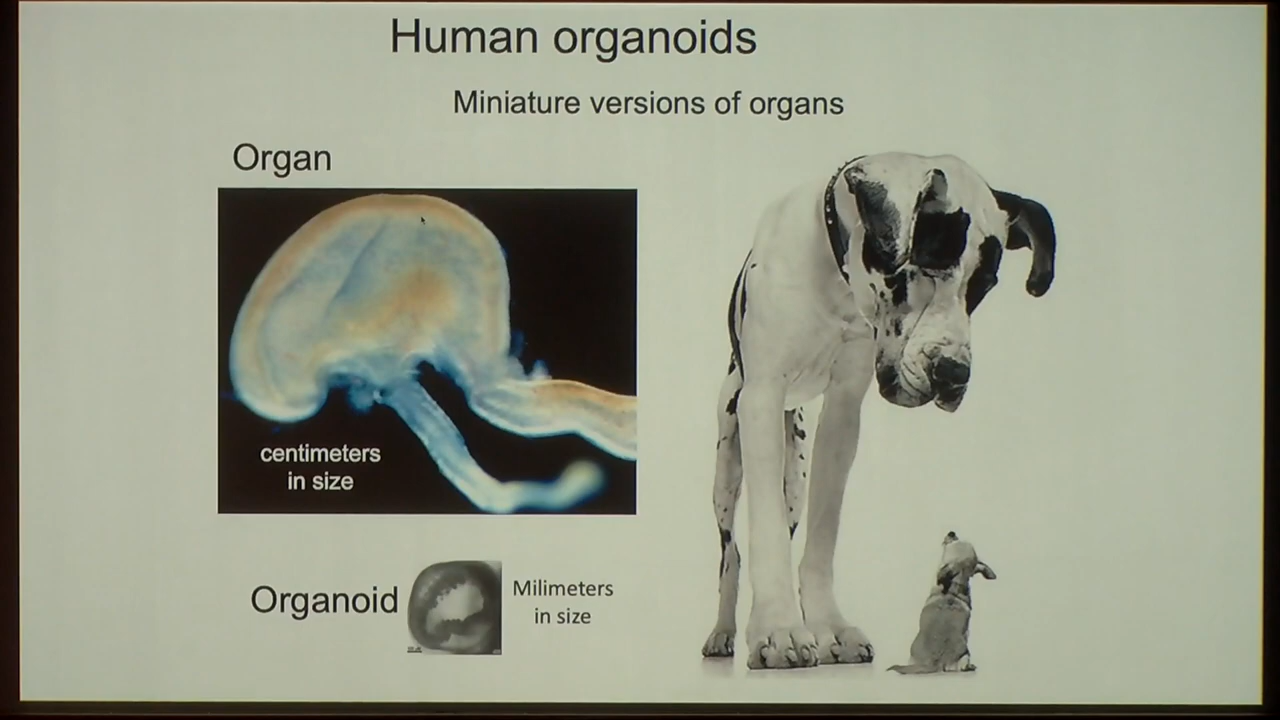 Human organoids
Miniature versions of organs
Organ
centimeters
in size
Organoid
Milimeters
in size